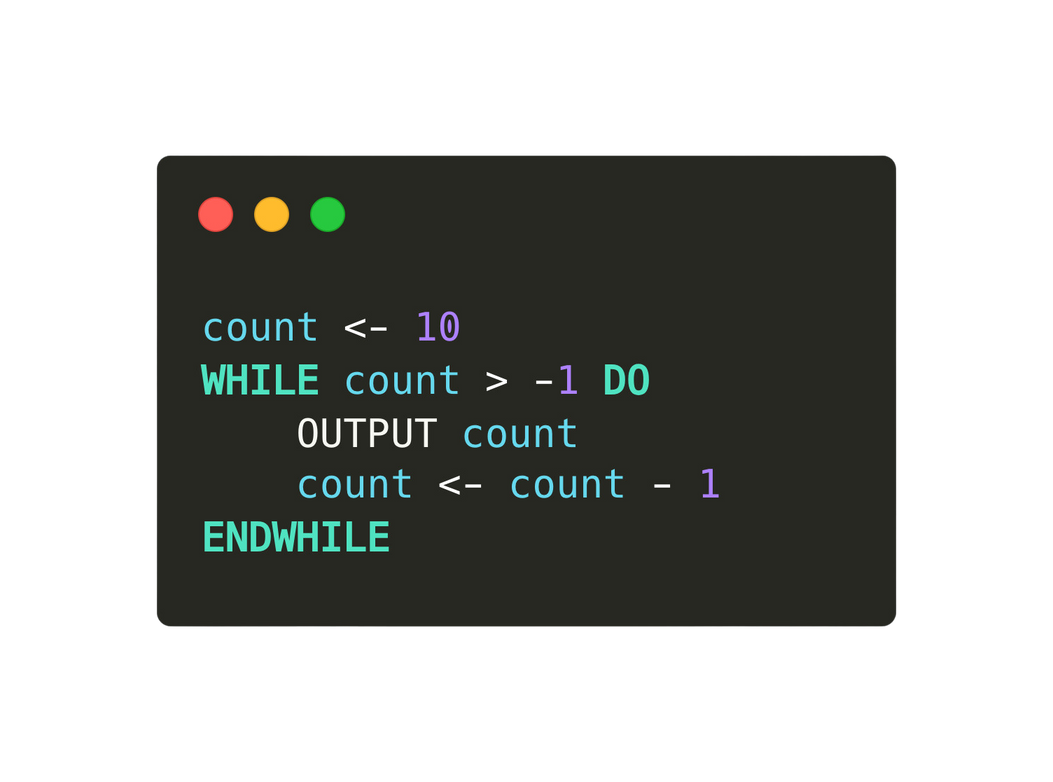 count <- 10
WHILE count > -1 DO
    OUTPUT count
    count <- count - 1
ENDWHILE